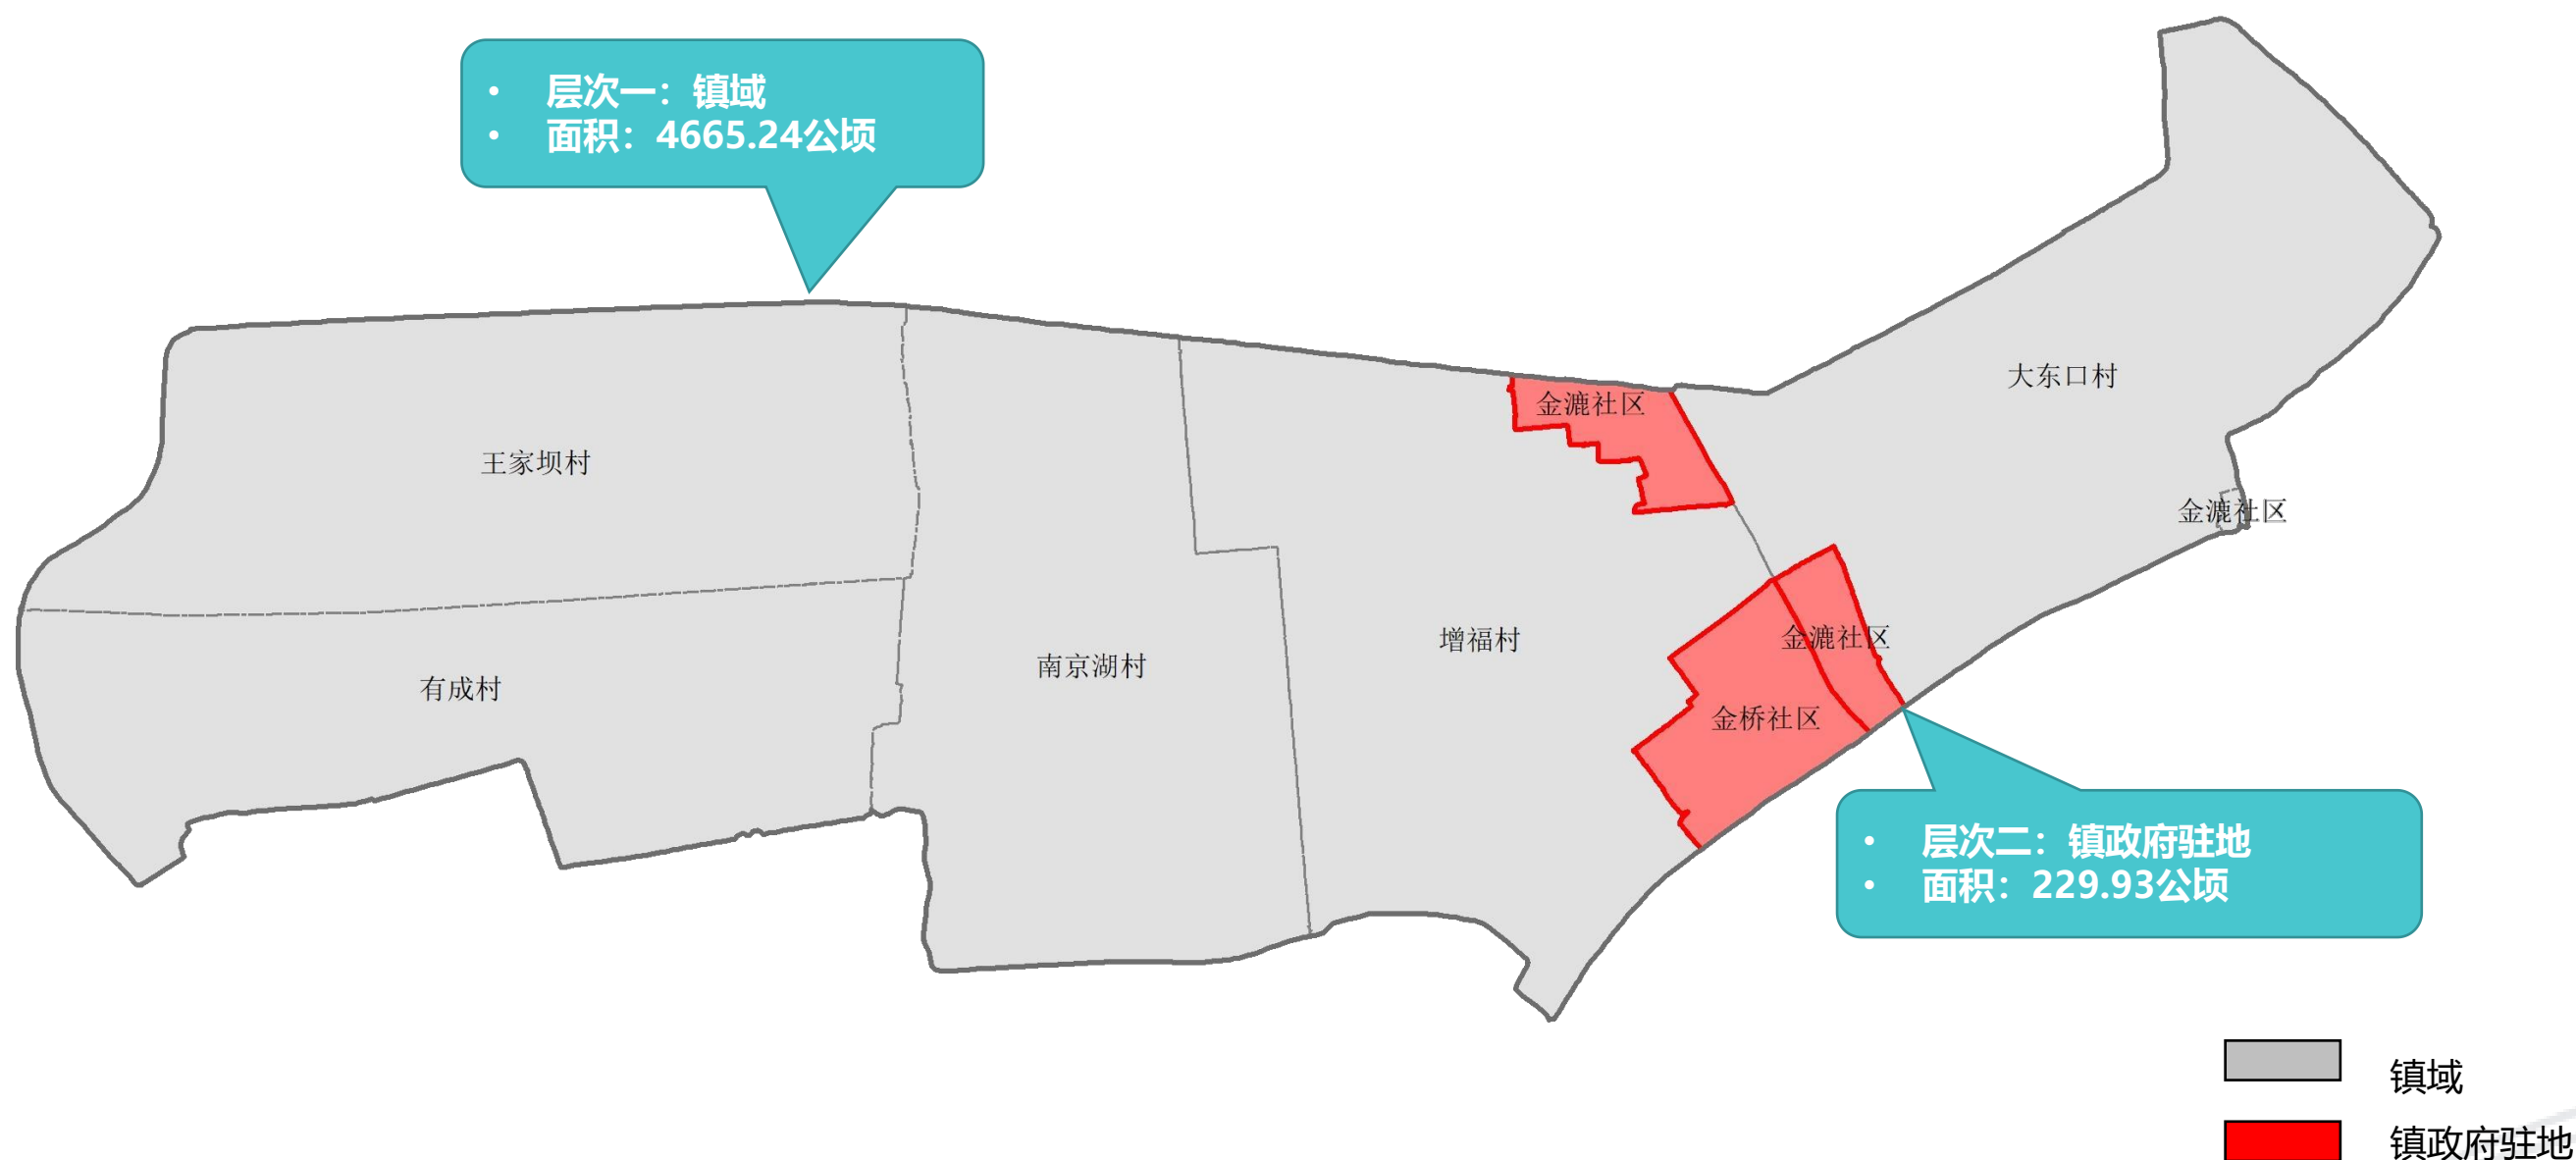 • 层次一：镇域
• 面积：4665.24公顷
大东口村
金漉社区
王家坝村
金漉社区
金漉社区
增福村
南京湖村
有成村
金桥社区
• 层次二：镇政府驻地
• 面积：229.93公顷
镇域
镇政府驻地